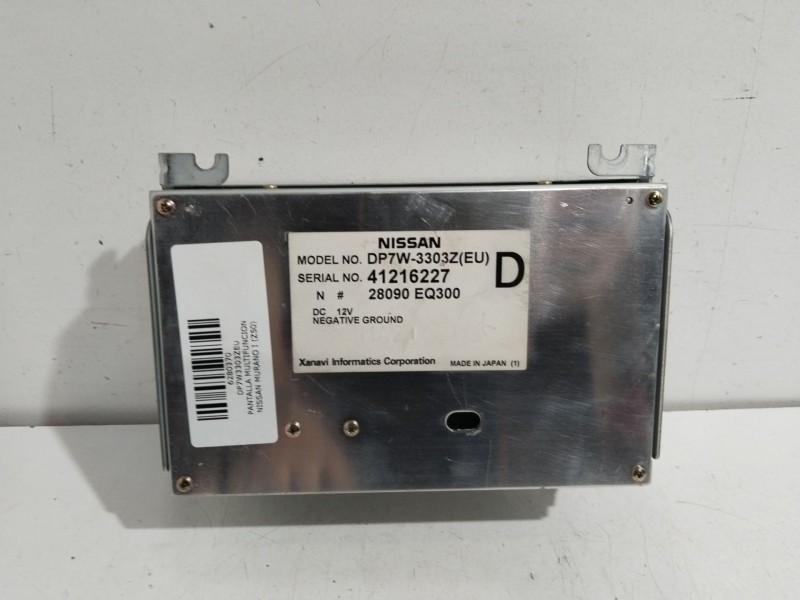 NISSAN
MODEL NO. DP7W-3303Z(EU)
D
SERIAL NO. 41216227
N # 28090 EQ300
DC 12V
NEGATIVE GROUND
Xanavi Informatics Corporation MADE IN JAPAN (1)
6280370
DP7W3303ZEU
PANTALLA MULTIFUNCION
NISSAN MURANO I (Z50)